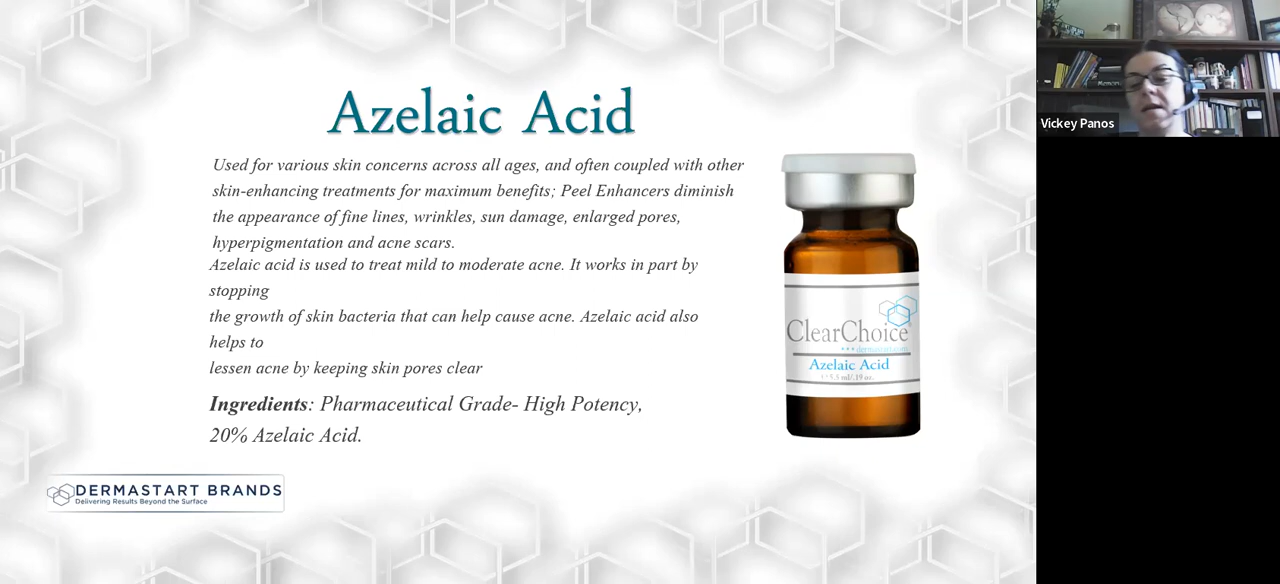 Azelaic Acid
Used for various skin concerns across all ages, and often coupled with other
skin-enhancing treatments for maximum benefits; Peel Enhancers diminish
the appearance of fine lines, wrinkles, sun damage, enlarged pores,
hyperpigmentation and acne scars.
Azelaic acid is used to treat mild to moderate acne. It works in part by
stopping
the growth of skin bacteria that can help cause acne. Azelaic acid also
helps to
lessen acne by keeping skin pores clear
Ingredients: Pharmaceutical Grade- High Potency,
20% Azelaic Acid.
ClearChoice
Azelaic Acid
DERMASTART BRANDS
Delivering Results Beyond the Surface
Vickey Panos